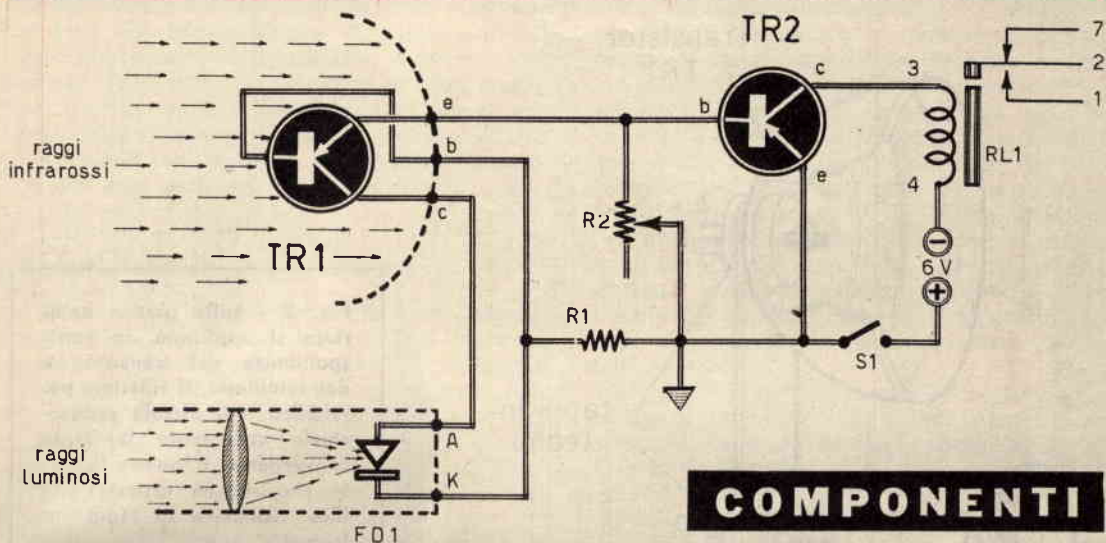 TR2
c
3
7
2
1
b
e
4
RL1
6 V
S1
e
b
c
raggi
infrarossi
TR1
R2
R1
raggi
luminosi
A
K
FD1
COMPONENTI